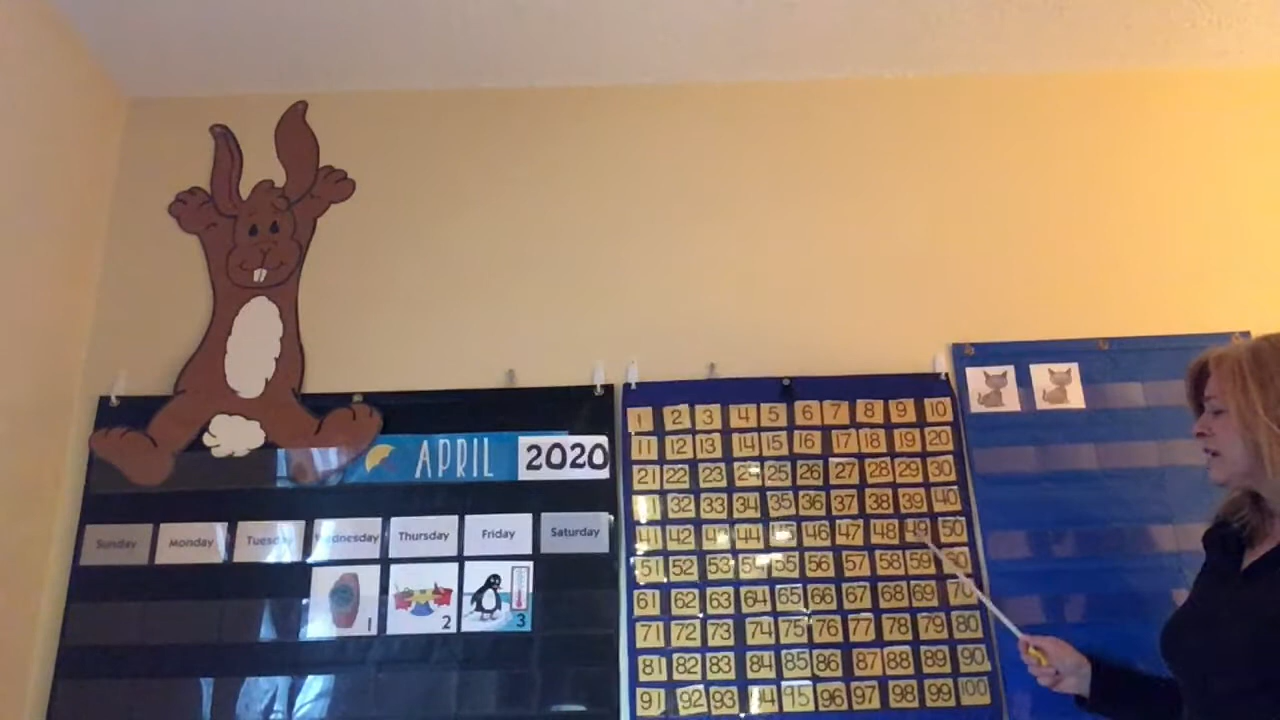 APRIL 2020
Sunday Monday Tuesday Wednesday Thursday Friday Saturday
1 2 3
1 2 3 4 5 6 7 8 9 10
11 12 13 14 15 16 17 18 19 20
21 22 23 24 25 26 27 28 29 30
32 33 34 35 36 37 38 39 40
41 42 43 44 45 46 47 48 49 50
51 52 53 54 55 56 57 58 59 60
61 62 63 64 65 66 67 68 69 70
71 72 73 74 75 76 77 78 79 80
81 82 83 84 85 86 87 88 89 90
91 92 93 94 95 96 97 98 99 100